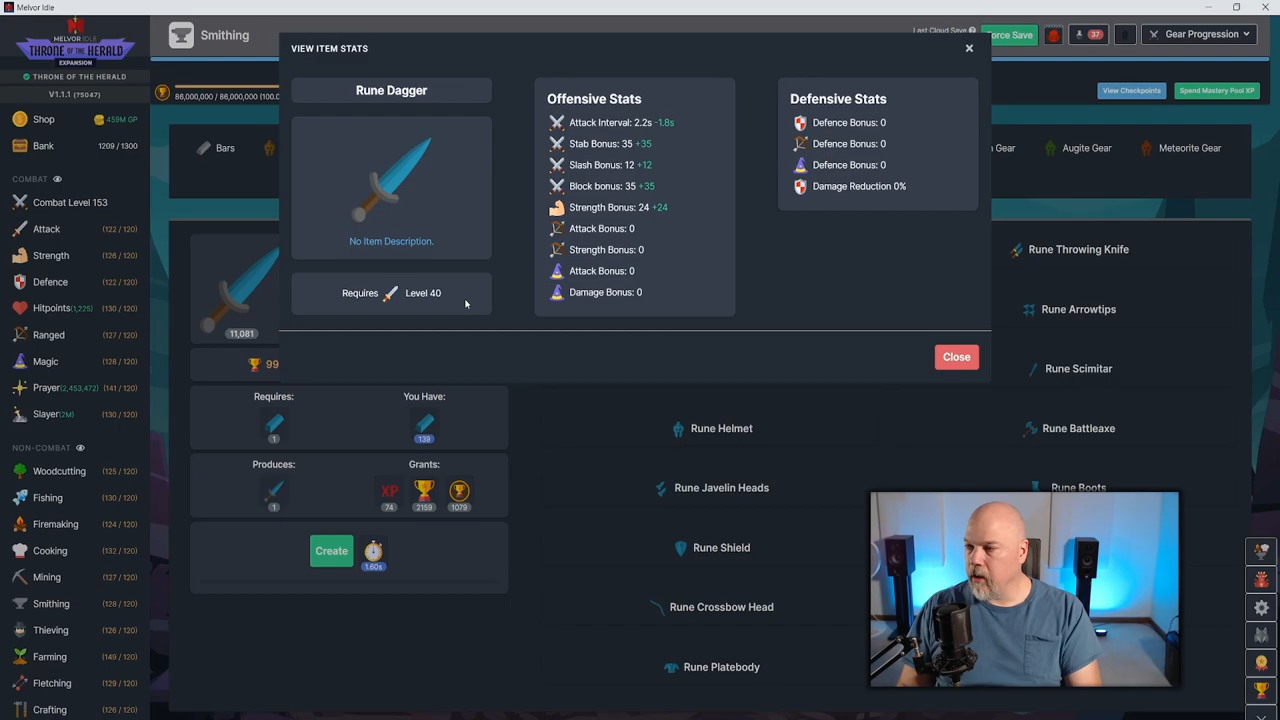 Melvor Idle
MELVOR IDLE
THRONE OF THE HERALD
EXPANSION
THRONE OF THE HERALD
V1.1.1 (75047)
Shop
459M GP
Bank
1209 / 1300
COMBAT
Combat Level 153
Attack
(122 / 120)
Strength
(126 / 120)
Defence
(122 / 120)
Hitpoints (1,225)
(130 / 120)
Ranged
(127 / 120)
Magic
(128 / 120)
Prayer (2,453,472)
(141 / 120)
Slayer (2M)
(130 / 120)
NON-COMBAT
Woodcutting
(125 / 120)
Fishing
(130 / 120)
Firemaking
(124 / 120)
Cooking
(132 / 120)
Mining
(127 / 120)
Smithing
(128 / 120)
Thieving
(126 / 120)
Farming
(149 / 120)
Fletching
(129 / 120)
Crafting
(126 / 120)
Smithing
Last Cloud Save
Force Save
37
Gear Progression
86,000,000 / 86,000,000 (100.0
View Checkpoints
Spend Mastery Pool XP
Bars
n Gear
Augite Gear
Meteorite Gear
VIEW ITEM STATS
×
Rune Dagger
No Item Description.
Requires Level 40
Offensive Stats
Attack Interval: 2.2s -1.8s
Stab Bonus: 35 +35
Slash Bonus: 12 +12
Block bonus: 35 +35
Strength Bonus: 24 +24
Attack Bonus: 0
Strength Bonus: 0
Attack Bonus: 0
Damage Bonus: 0
Defensive Stats
Defence Bonus: 0
Defence Bonus: 0
Defence Bonus: 0
Damage Reduction 0%
Close
11,081
99
Requires:
1
You Have:
139
Produces:
1
Grants:
XP
74
2159
1079
Create
1.60s
Rune Throwing Knife
Rune Arrowtips
Rune Scimitar
Rune Helmet
Rune Battleaxe
Rune Javelin Heads
Rune Boots
Rune Shield
Rune Crossbow Head
Rune Platebody